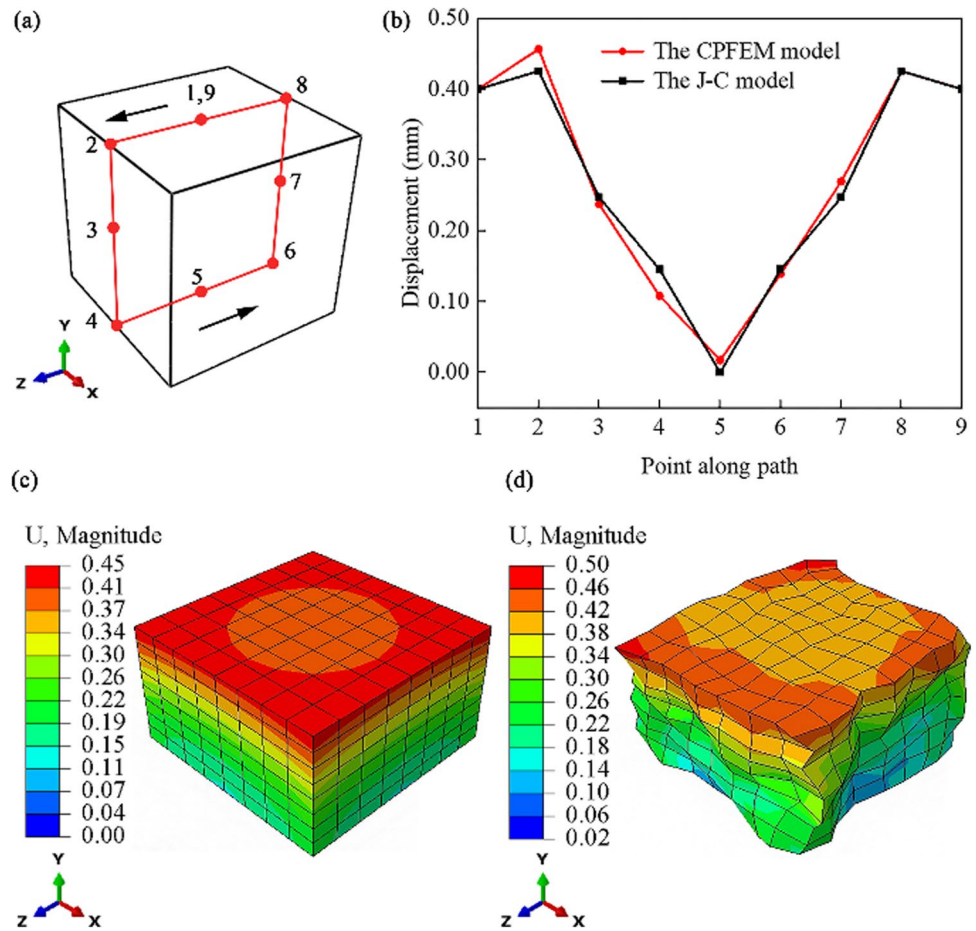 (a)
1,9
8
2
7
3
6
5
4
Y
Z
X
(b)
0.50
0.40
0.30
0.20
0.10
0.00
Displacement (mm)
The CPFEM model
The J-C model
1 2 3 4 5 6 7 8 9
Point along path
(c)
U, Magnitude
0.45
0.41
0.37
0.34
0.30
0.26
0.22
0.19
0.15
0.11
0.07
0.04
0.00
Y
Z
X
(d)
U, Magnitude
0.50
0.46
0.42
0.38
0.34
0.30
0.26
0.22
0.18
0.14
0.10
0.06
0.02
Y
Z
X